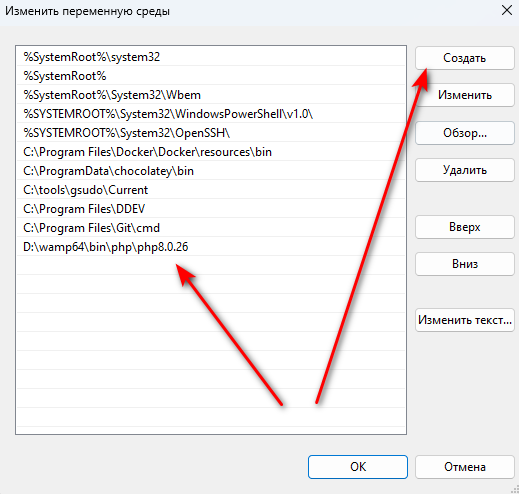 Изменить переменную среды
%SystemRoot%\system32
%SystemRoot%
%SystemRoot%\System32\Wbem
%SYSTEMROOT%\System32\WindowsPowerShell\v1.0\
%SYSTEMROOT%\System32\OpenSSH\
C:\Program Files\Docker\Docker\resources\bin
C:\ProgramData\chocolatey\bin
C:\tools\gsudo\Current
C:\Program Files\DDEV
C:\Program Files\Git\cmd
D:\wamp64\bin\php\php8.0.26
Создать
Изменить
Обзор...
Удалить
Вверх
Вниз
Изменить текст...
ОК
Отмена